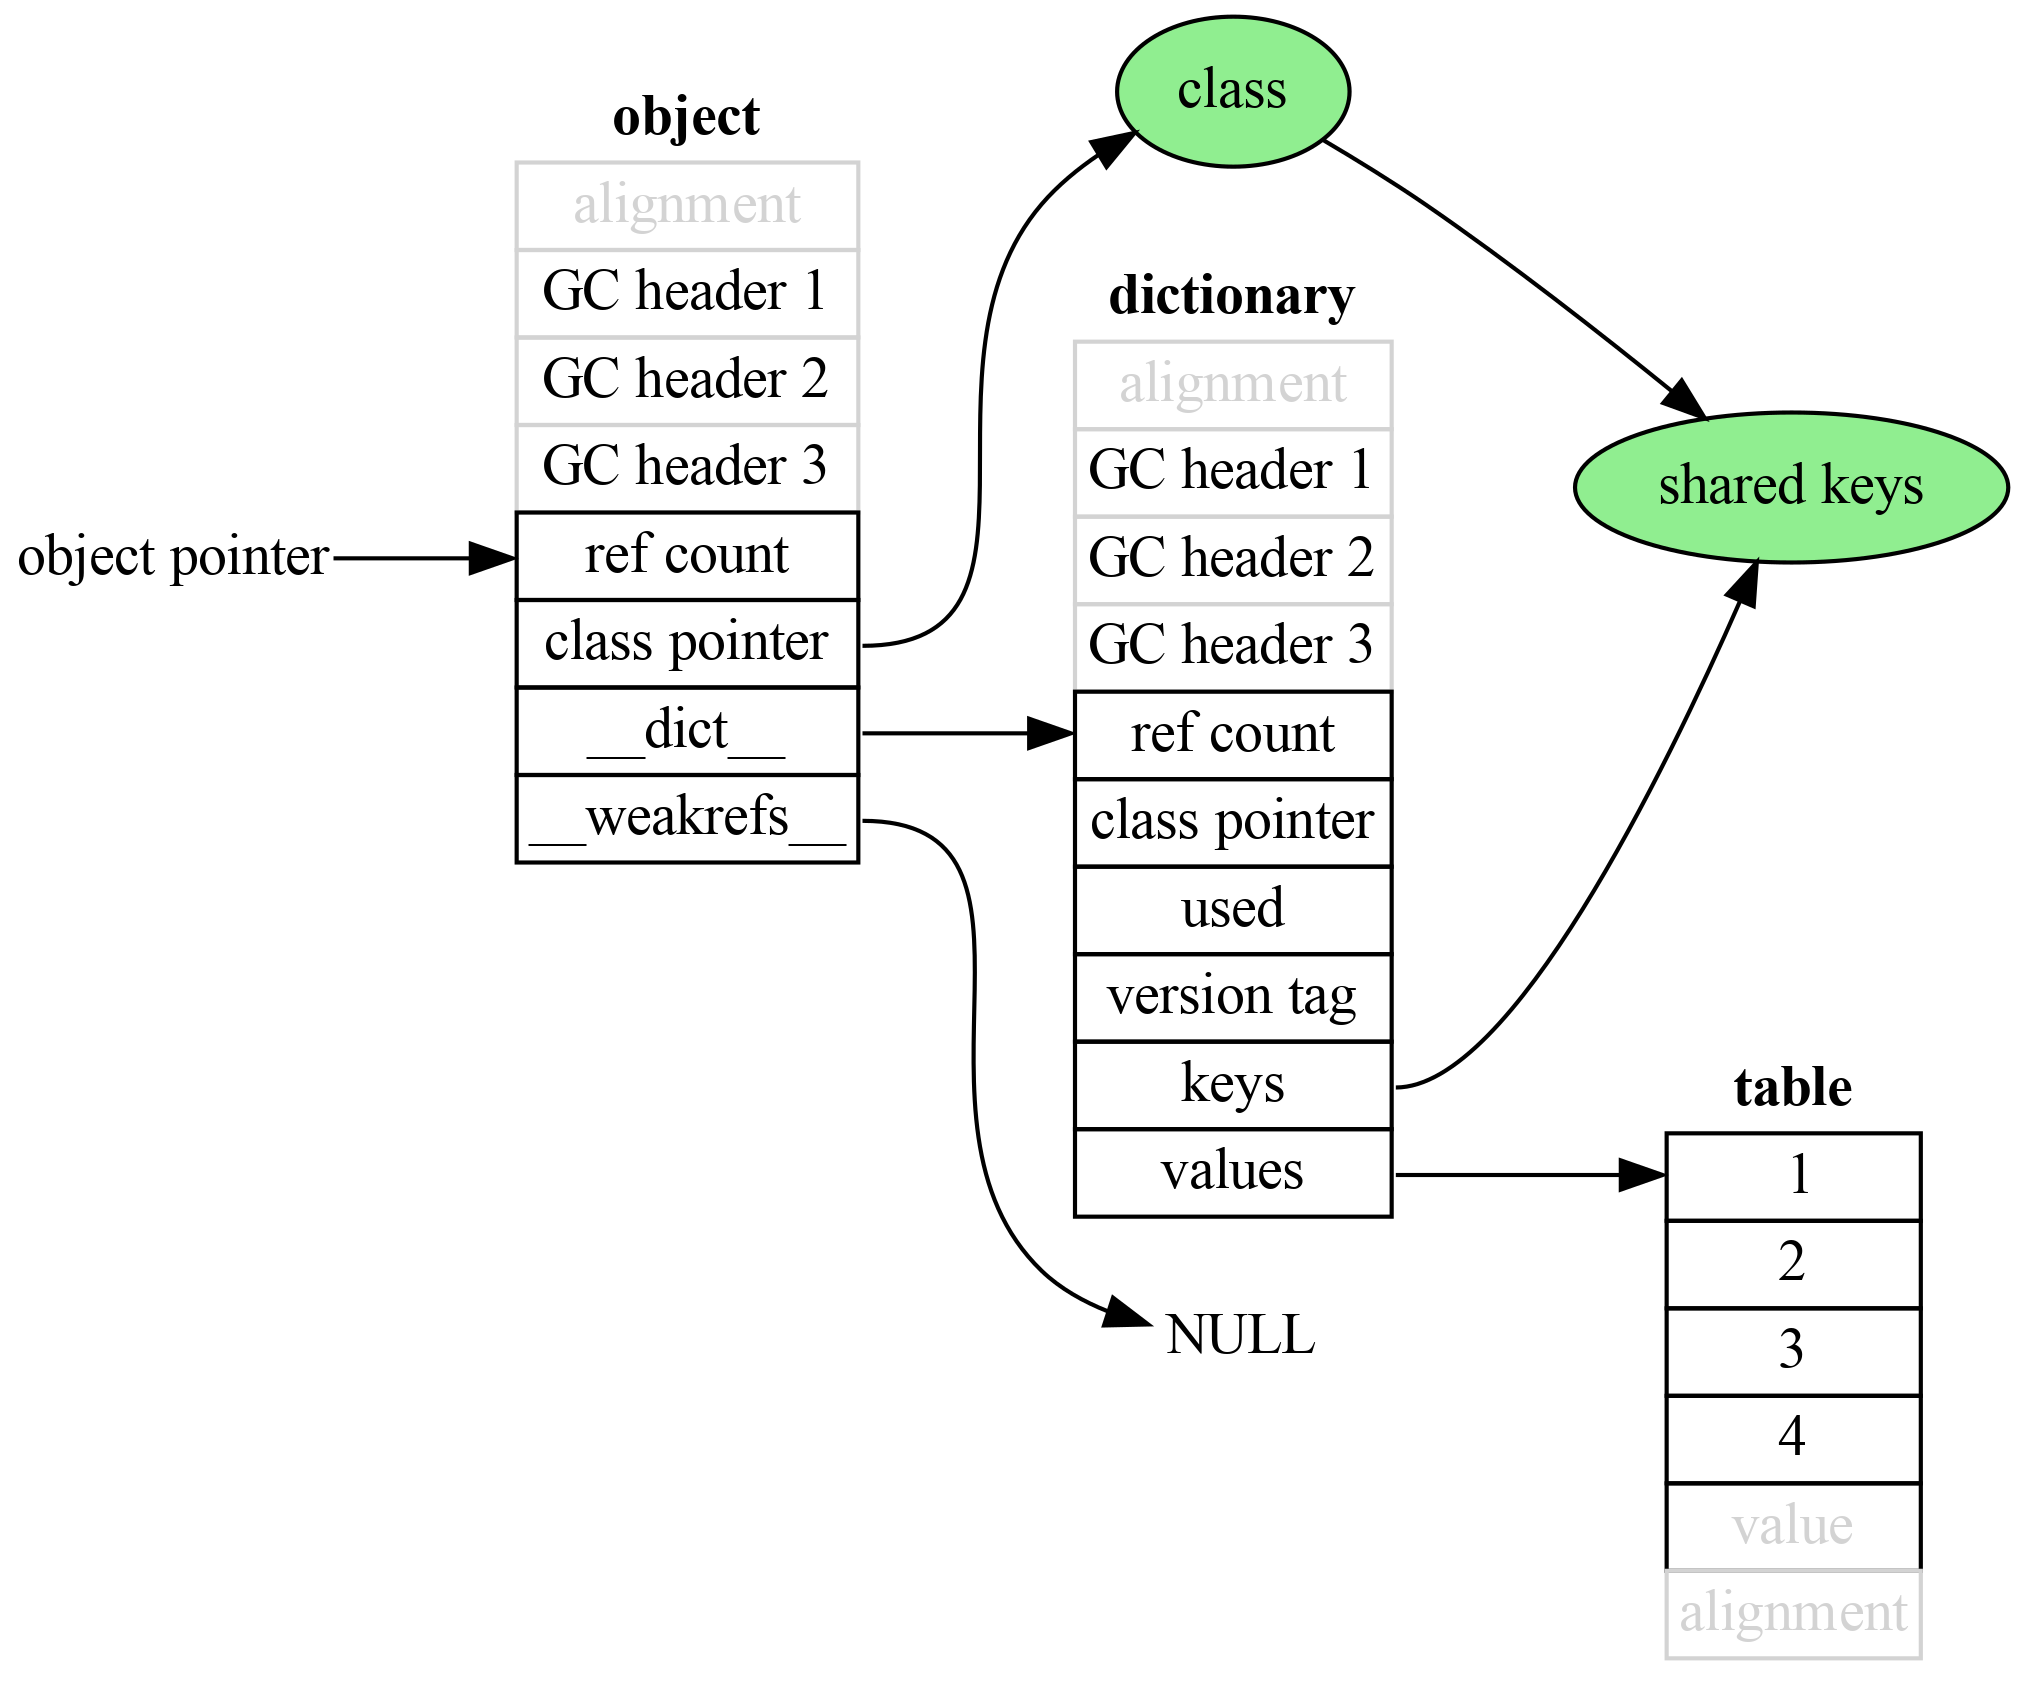 class
object
alignment
GC header 1
GC header 2
GC header 3
ref count
class pointer
__dict__
__weakrefs__
object pointer
dictionary
alignment
GC header 1
GC header 2
GC header 3
ref count
class pointer
used
version tag
keys
values
shared keys
NULL
table
1
2
3
4
value
alignment